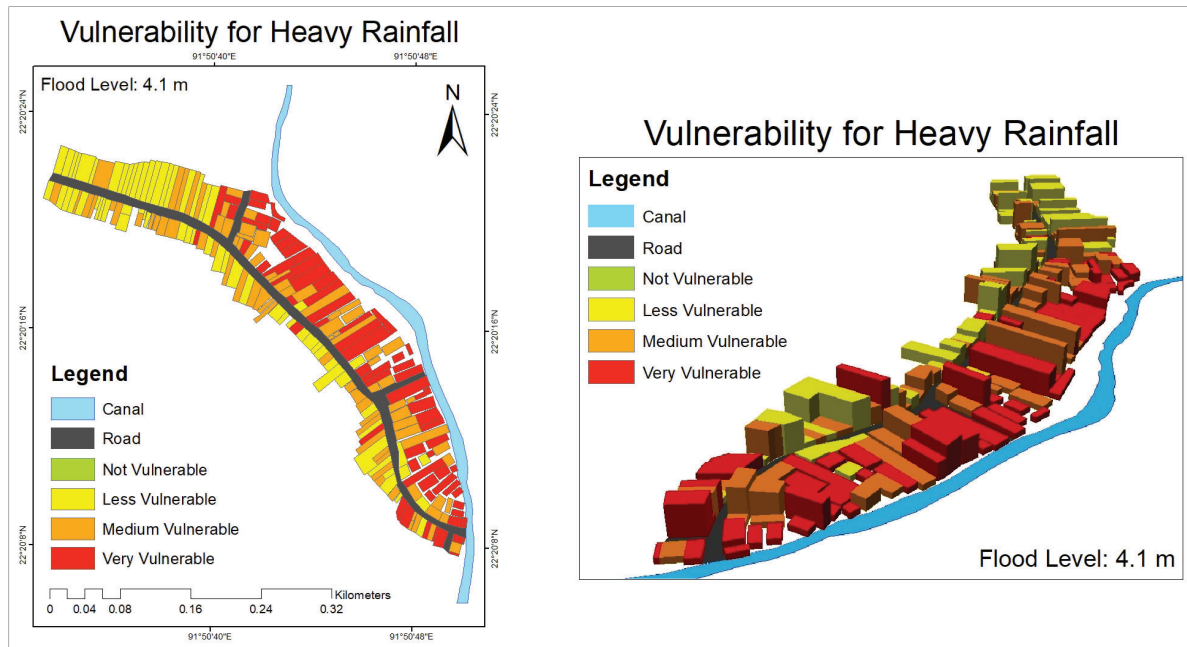 Vulnerability for Heavy Rainfall
91°50'40"E
91°50'48"E
Flood Level: 4.1 m
N
22°20'24"N
22°20'24"N
22°20'16"N
22°20'16"N
22°20'8"N
22°20'8"N
Legend
Canal
Road
Not Vulnerable
Less Vulnerable
Medium Vulnerable
Very Vulnerable
Kilometers
0 0.04 0.08 0.16 0.24 0.32
91°50'40"E
91°50'48"E
Vulnerability for Heavy Rainfall
Legend
Canal
Road
Not Vulnerable
Less Vulnerable
Medium Vulnerable
Very Vulnerable
Flood Level: 4.1 m